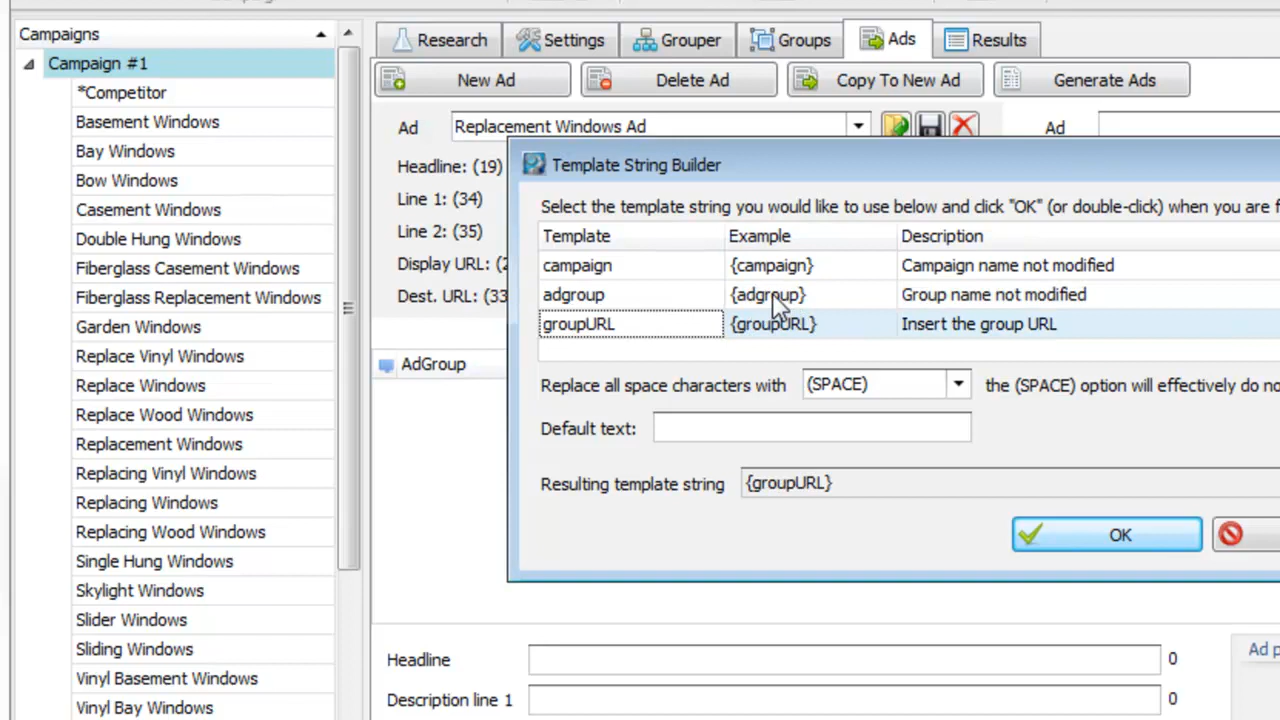 Campaigns
Campaign #1
*Competitor
Basement Windows
Bay Windows
Bow Windows
Casement Windows
Double Hung Windows
Fiberglass Casement Windows
Fiberglass Replacement Windows
Garden Windows
Replace Vinyl Windows
Replace Windows
Replace Wood Windows
Replacement Windows
Replacing Vinyl Windows
Replacing Windows
Replacing Wood Windows
Single Hung Windows
Skylight Windows
Slider Windows
Sliding Windows
Vinyl Basement Windows
Vinyl Bay Windows
Research Settings Grouper Groups Ads Results
New Ad Delete Ad Copy To New Ad Generate Ads
Ad Replacement Windows Ad Ad
Headline: (19)
Line 1: (34)
Line 2: (35)
Display URL: (2
Dest. URL: (33
AdGroup
Template String Builder
Select the template string you would like to use below and click "OK" (or double-click) when you are f
Template Example Description
campaign {campaign} Campaign name not modified
adgroup {adgroup} Group name not modified
groupURL {groupURL} Insert the group URL
Replace all space characters with (SPACE) the (SPACE) option will effectively do no
Default text:
Resulting template string {groupURL}
OK
Headline 0
Description line 1 0
Ad p